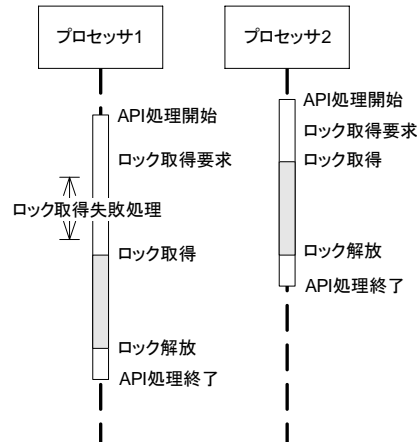 プロセッサ1
API処理開始
ロック取得要求
ロック取得失敗処理
ロック取得
ロック解放
API処理終了
プロセッサ2
API処理開始
ロック取得要求
ロック取得
ロック解放
API処理終了